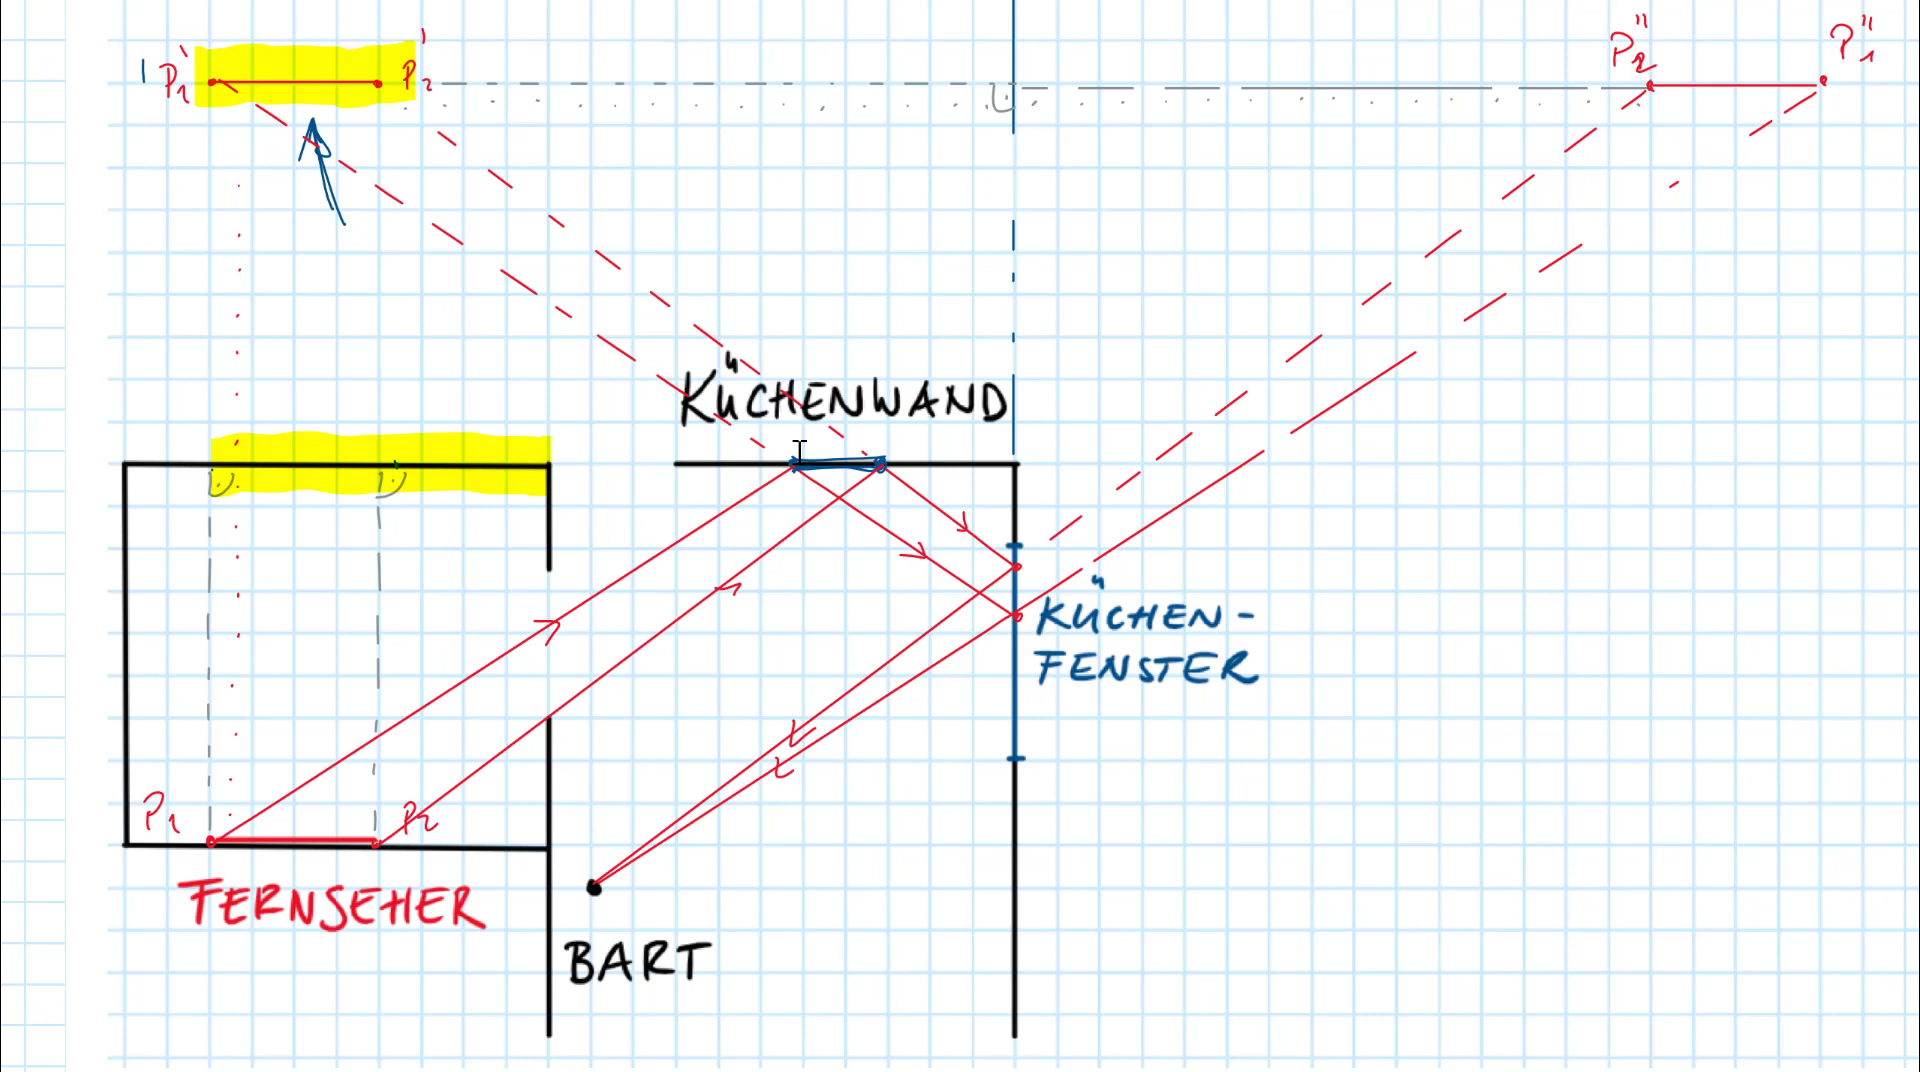 P₁' P₂' P₂'' P₁''
KÜCHENWAND
KÜCHEN-
FENSTER
P₁ P₂
FERNSEHER
BART